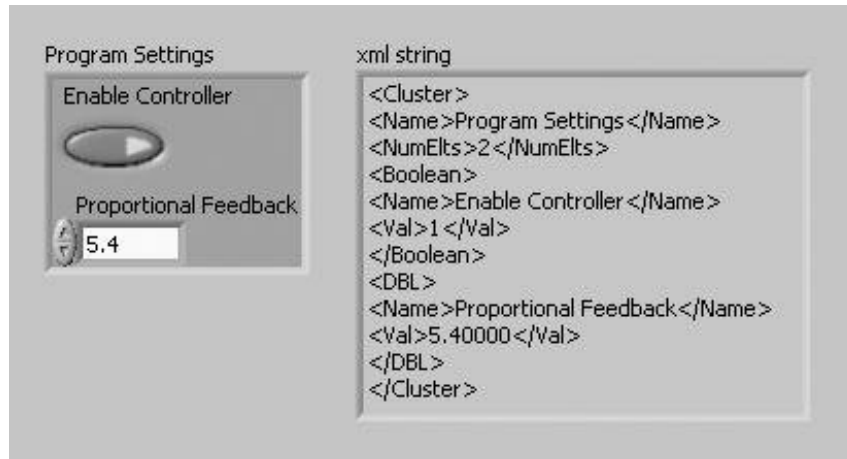 Program Settings
Enable Controller
Proportional Feedback
5.4
xml string
<Cluster>
<Name>Program Settings</Name>
<NumElts>2</NumElts>
<Boolean>
<Name>Enable Controller</Name>
<Val>1</Val>
</Boolean>
<DBL>
<Name>Proportional Feedback</Name>
<Val>5.40000</Val>
</DBL>
</Cluster>